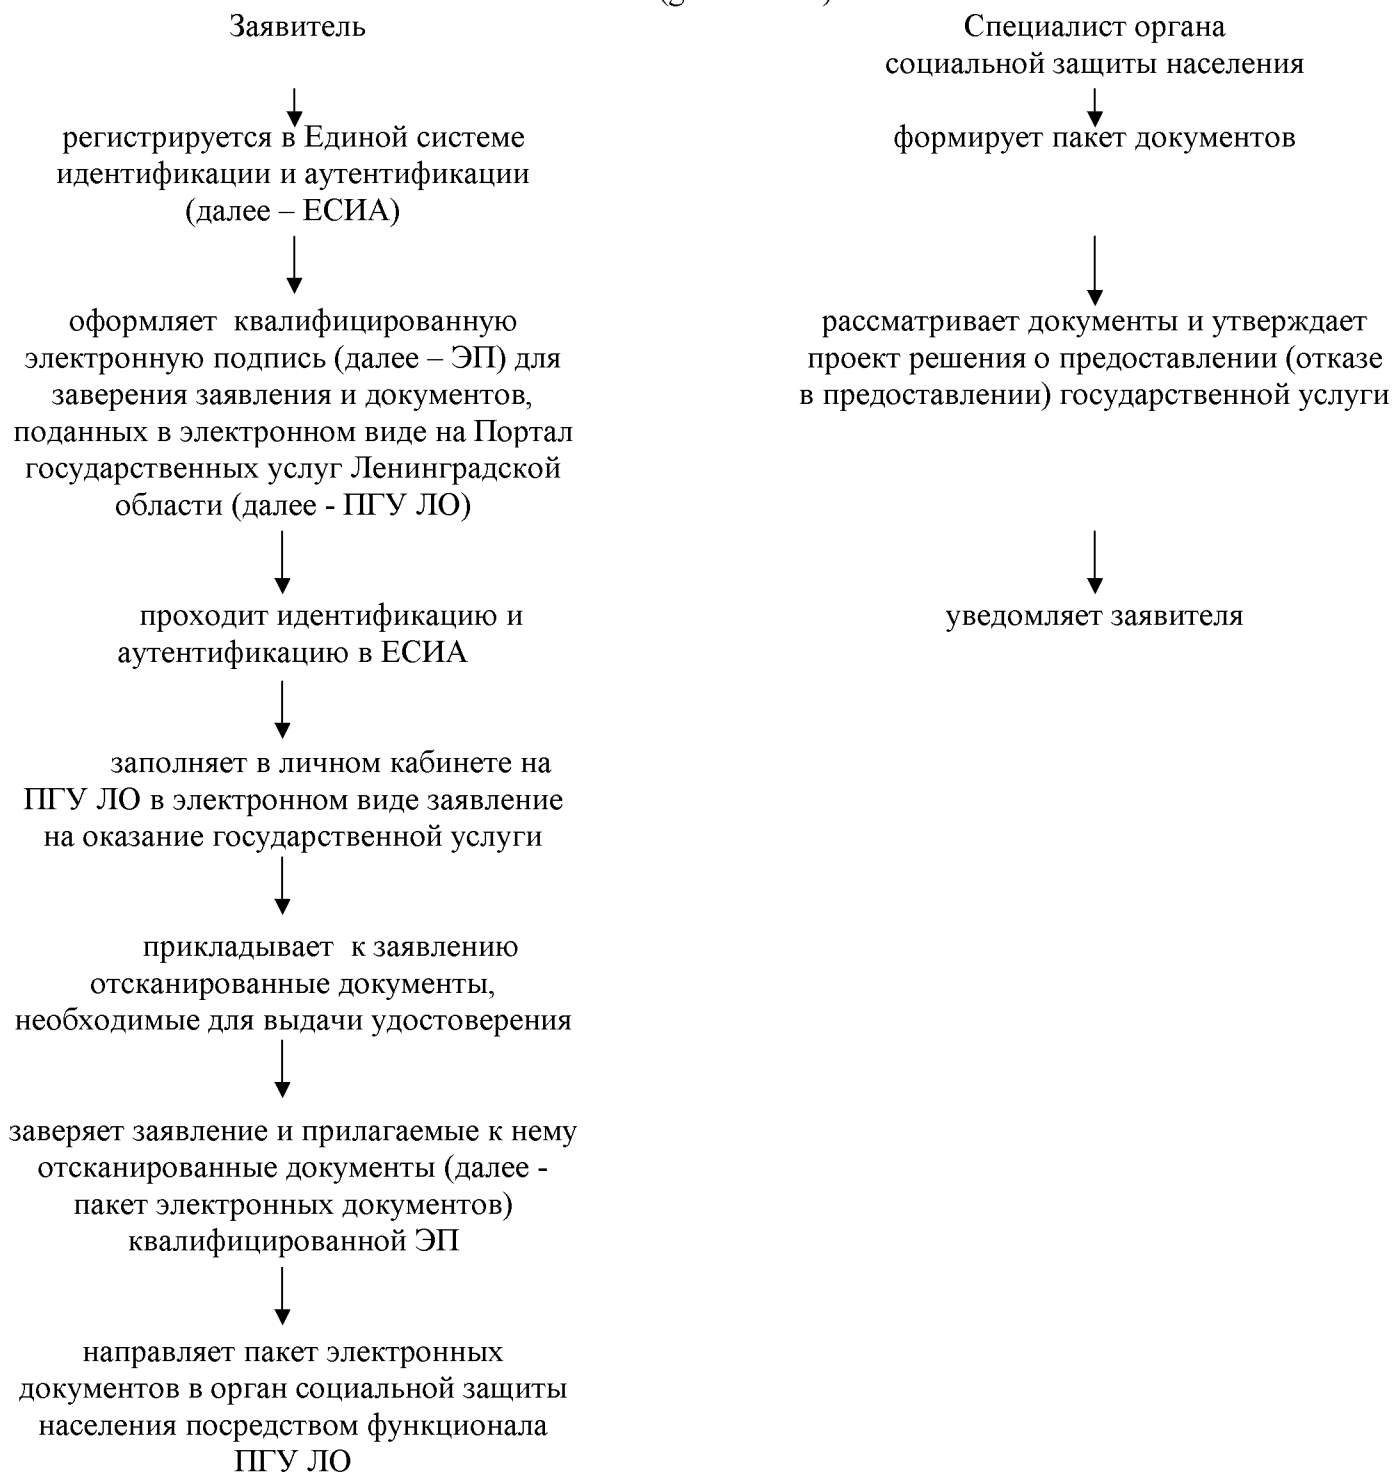 Заявитель
регистрируется в Единой системе
идентификации и аутентификации
(далее – ЕСИА)
оформляет квалифицированную
электронную подпись (далее – ЭП) для
заверения заявления и документов,
поданных в электронном виде на Портал
государственных услуг Ленинградской
области (далее - ПГУ ЛО)
проходит идентификацию и
аутентификацию в ЕСИА
заполняет в личном кабинете на
ПГУ ЛО в электронном виде заявление
на оказание государственной услуги
прикладывает к заявлению
отсканированные документы,
необходимые для выдачи удостоверения
заверяет заявление и прилагаемые к нему
отсканированные документы (далее -
пакет электронных документов)
квалифицированной ЭП
направляет пакет электронных
документов в орган социальной защиты
населения посредством функционала
ПГУ ЛО
Специалист органа
социальной защиты населения
формирует пакет документов
рассматривает документы и утверждает
проект решения о предоставлении (отказе
в предоставлении) государственной услуги
уведомляет заявителя